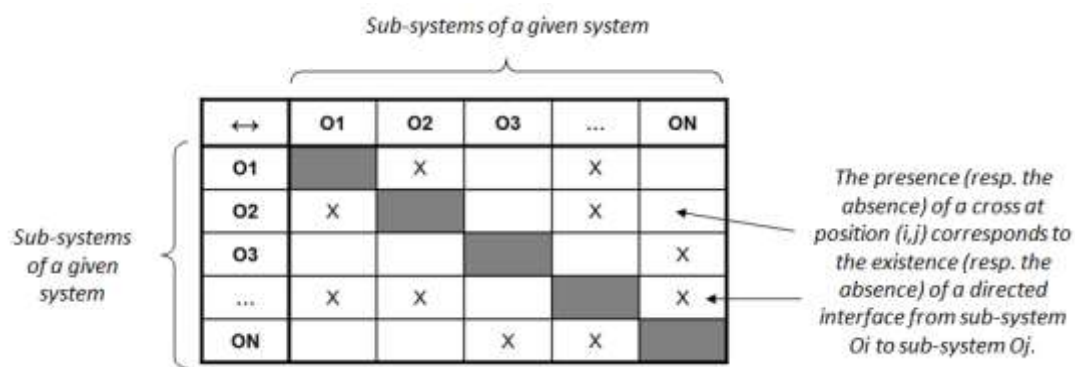 Sub-systems of a given system
↔ O1 O2 O3 ... ON
O1 X X
O2 X X
O3 X
... X X X
ON X X
Sub-systems
of a given
system
The presence (resp. the
absence) of a cross at
position (i,j) corresponds to
the existence (resp. the
absence) of a directed
interface from sub-system
Oi to sub-system Oj.